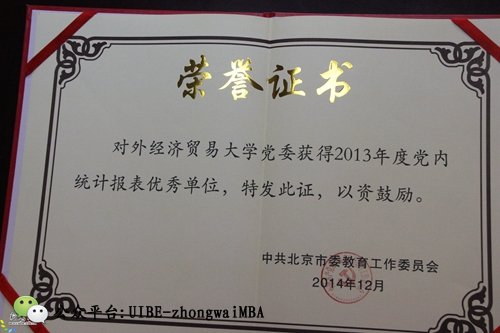 荣誉证书
对外经济贸易大学党委获得2013年度党内
统计报表优秀单位，特发此证，以资鼓励。
中共北京市委教育工作委员会
2014年12月
众平台:UIBE-zhongwaiMBA